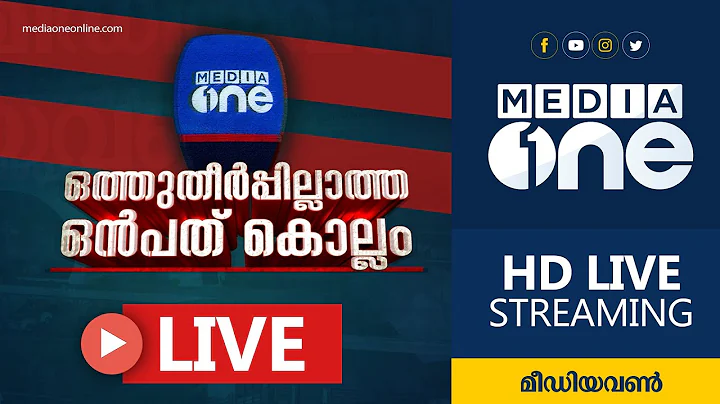 mediaoneonline.com
MEDIA
one
ഒത്തുതീർപ്പില്ലാത്ത
ഒൻപത് കൊല്ലം
LIVE
MEDIA
one
HD LIVE
STREAMING
മീഡിയവൺ